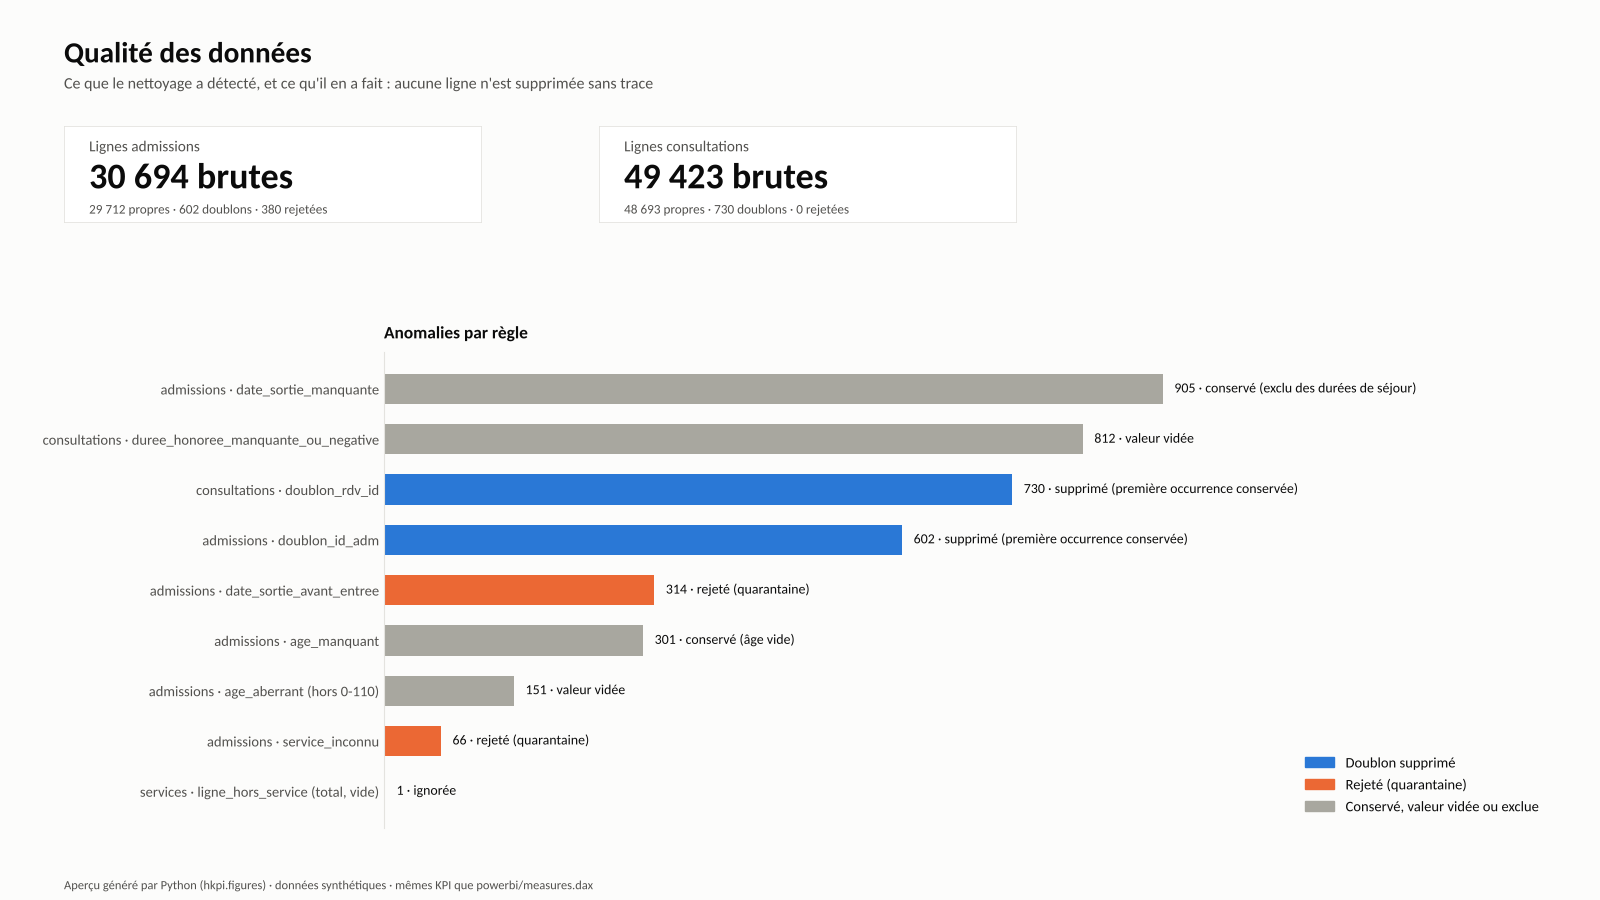 Qualité des données
Ce que le nettoyage a détecté, et ce qu'il en a fait : aucune ligne n'est supprimée sans trace
Lignes admissions
30 694 brutes
29 712 propres · 602 doublons · 380 rejetées
Lignes consultations
49 423 brutes
48 693 propres · 730 doublons · 0 rejetées
Anomalies par règle
admissions · date_sortie_manquante 905 · conservé (exclu des durées de séjour)
consultations · duree_honoree_manquante_ou_negative 812 · valeur vidée
consultations · doublon_rdv_id 730 · supprimé (première occurrence conservée)
admissions · doublon_id_adm 602 · supprimé (première occurrence conservée)
admissions · date_sortie_avant_entree 314 · rejeté (quarantaine)
admissions · age_manquant 301 · conservé (âge vide)
admissions · age_aberrant (hors 0-110) 151 · valeur vidée
admissions · service_inconnu 66 · rejeté (quarantaine)
services · ligne_hors_service (total, vide) 1 · ignorée
Doublon supprimé
Rejeté (quarantaine)
Conservé, valeur vidée ou exclue
Aperçu généré par Python (hkpi.figures) · données synthétiques · mêmes KPI que powerbi/measures.dax